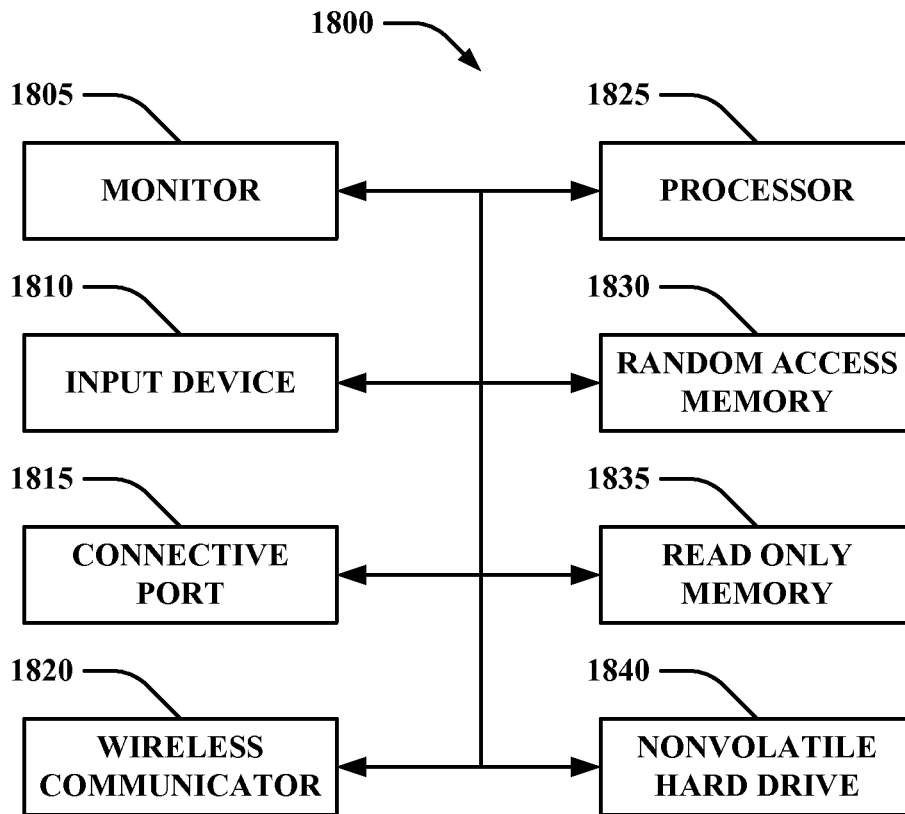 1800
1805
1825
MONITOR
PROCESSOR
1810
1830
INPUT DEVICE
RANDOM ACCESS
MEMORY
1815
1835
CONNECTIVE
PORT
READ ONLY
MEMORY
1820
1840
WIRELESS
COMMUNICATOR
NONVOLATILE
HARD DRIVE